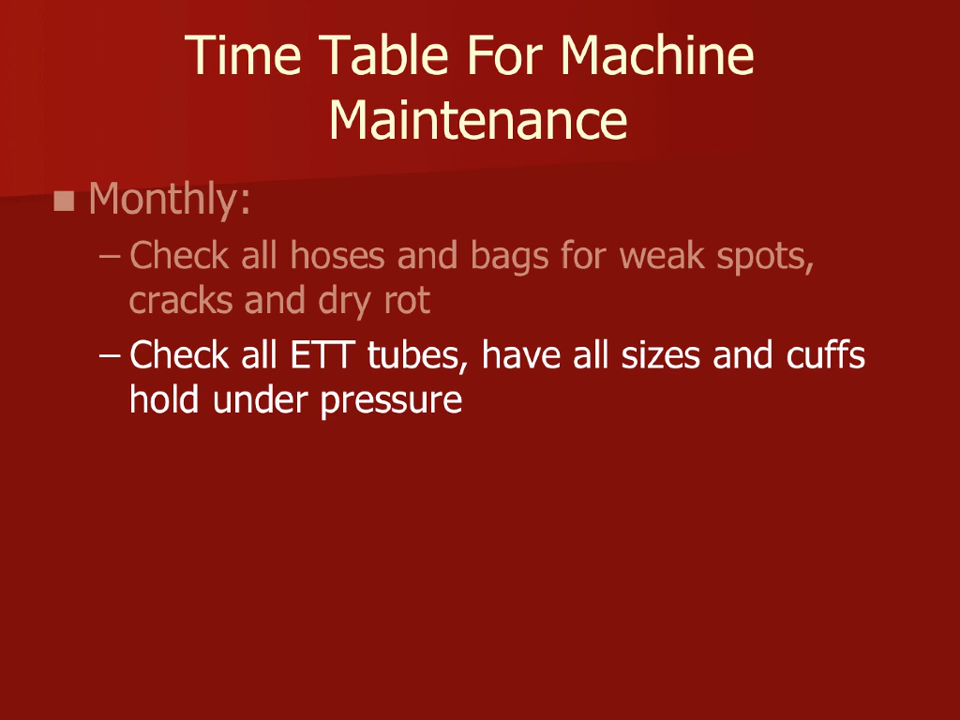 Time Table For Machine
Maintenance
■ Monthly:
– Check all hoses and bags for weak spots,
cracks and dry rot
– Check all ETT tubes, have all sizes and cuffs
hold under pressure